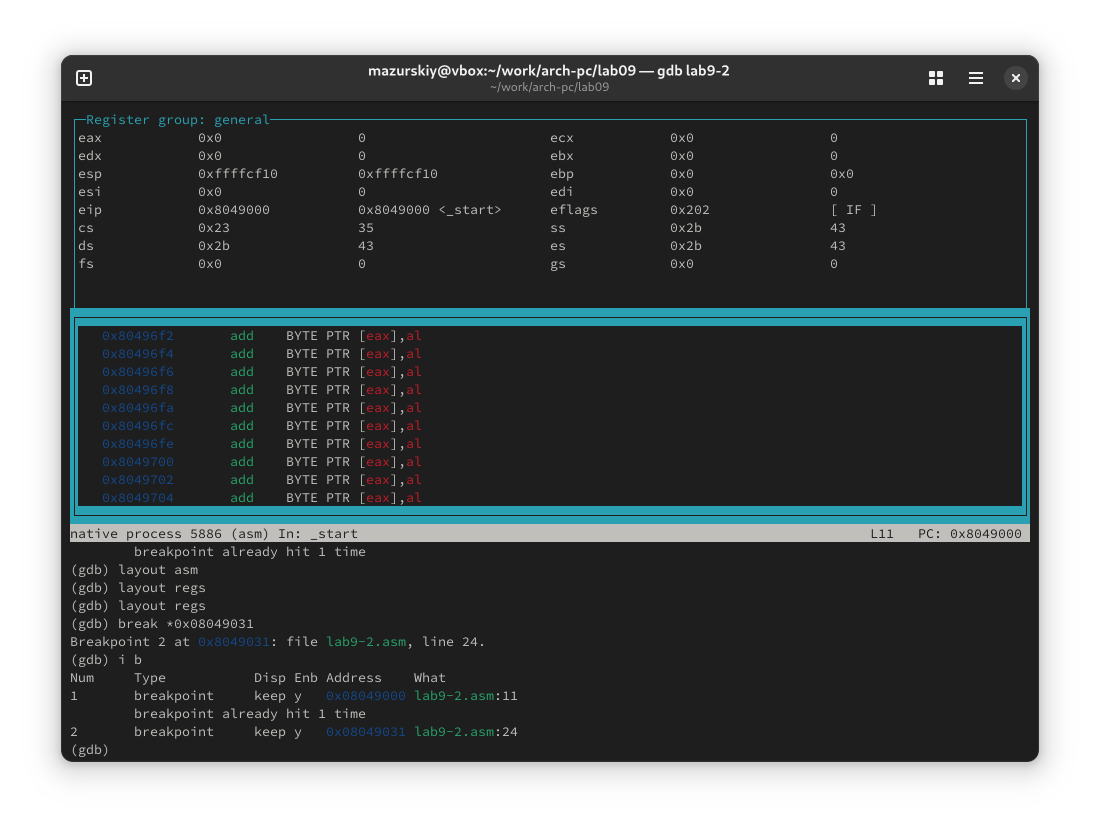 mazurskiy@vbox:~/work/arch-pc/lab09 — gdb lab9-2
~/work/arch-pc/lab09
Register group: general
eax 0x0 0 ecx 0x0 0
edx 0x0 0 ebx 0x0 0
esp 0xffffcf10 0xffffcf10 ebp 0x0 0x0
esi 0x0 0 edi 0x0 0
eip 0x8049000 0x8049000 <_start> eflags 0x202 [ IF ]
cs 0x23 35 ss 0x2b 43
ds 0x2b 43 es 0x2b 43
fs 0x0 0 gs 0x0 0
0x80496f2 add BYTE PTR [eax],al
0x80496f4 add BYTE PTR [eax],al
0x80496f6 add BYTE PTR [eax],al
0x80496f8 add BYTE PTR [eax],al
0x80496fa add BYTE PTR [eax],al
0x80496fc add BYTE PTR [eax],al
0x80496fe add BYTE PTR [eax],al
0x8049700 add BYTE PTR [eax],al
0x8049702 add BYTE PTR [eax],al
0x8049704 add BYTE PTR [eax],al
native process 5886 (asm) In: _start L11 PC: 0x8049000
breakpoint already hit 1 time
(gdb) layout asm
(gdb) layout regs
(gdb) layout regs
(gdb) break *0x08049031
Breakpoint 2 at 0x8049031: file lab9-2.asm, line 24.
(gdb) i b
Num Type Disp Enb Address What
1 breakpoint keep y 0x08049000 lab9-2.asm:11
breakpoint already hit 1 time
2 breakpoint keep y 0x08049031 lab9-2.asm:24
(gdb)